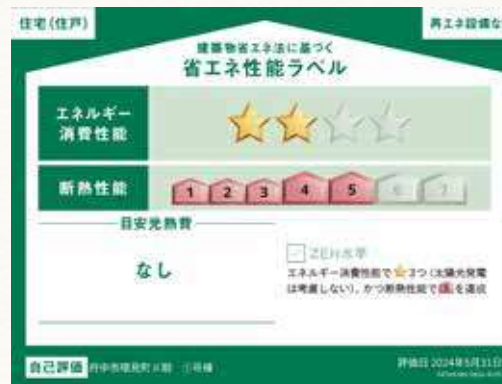 住宅(住戸)
再エネ設備な
建築物省エネ法に基づく
省エネ性能ラベル
エネルギー
消費性能
断熱性能
1 2 3 4 5 6 7
目安光熱費
なし
ZEH水準
エネルギー消費性能で★3つ(太陽光発電
は考慮しない)、かつ断熱性能で5を達成
自己評価
評価日 2024年5月31日